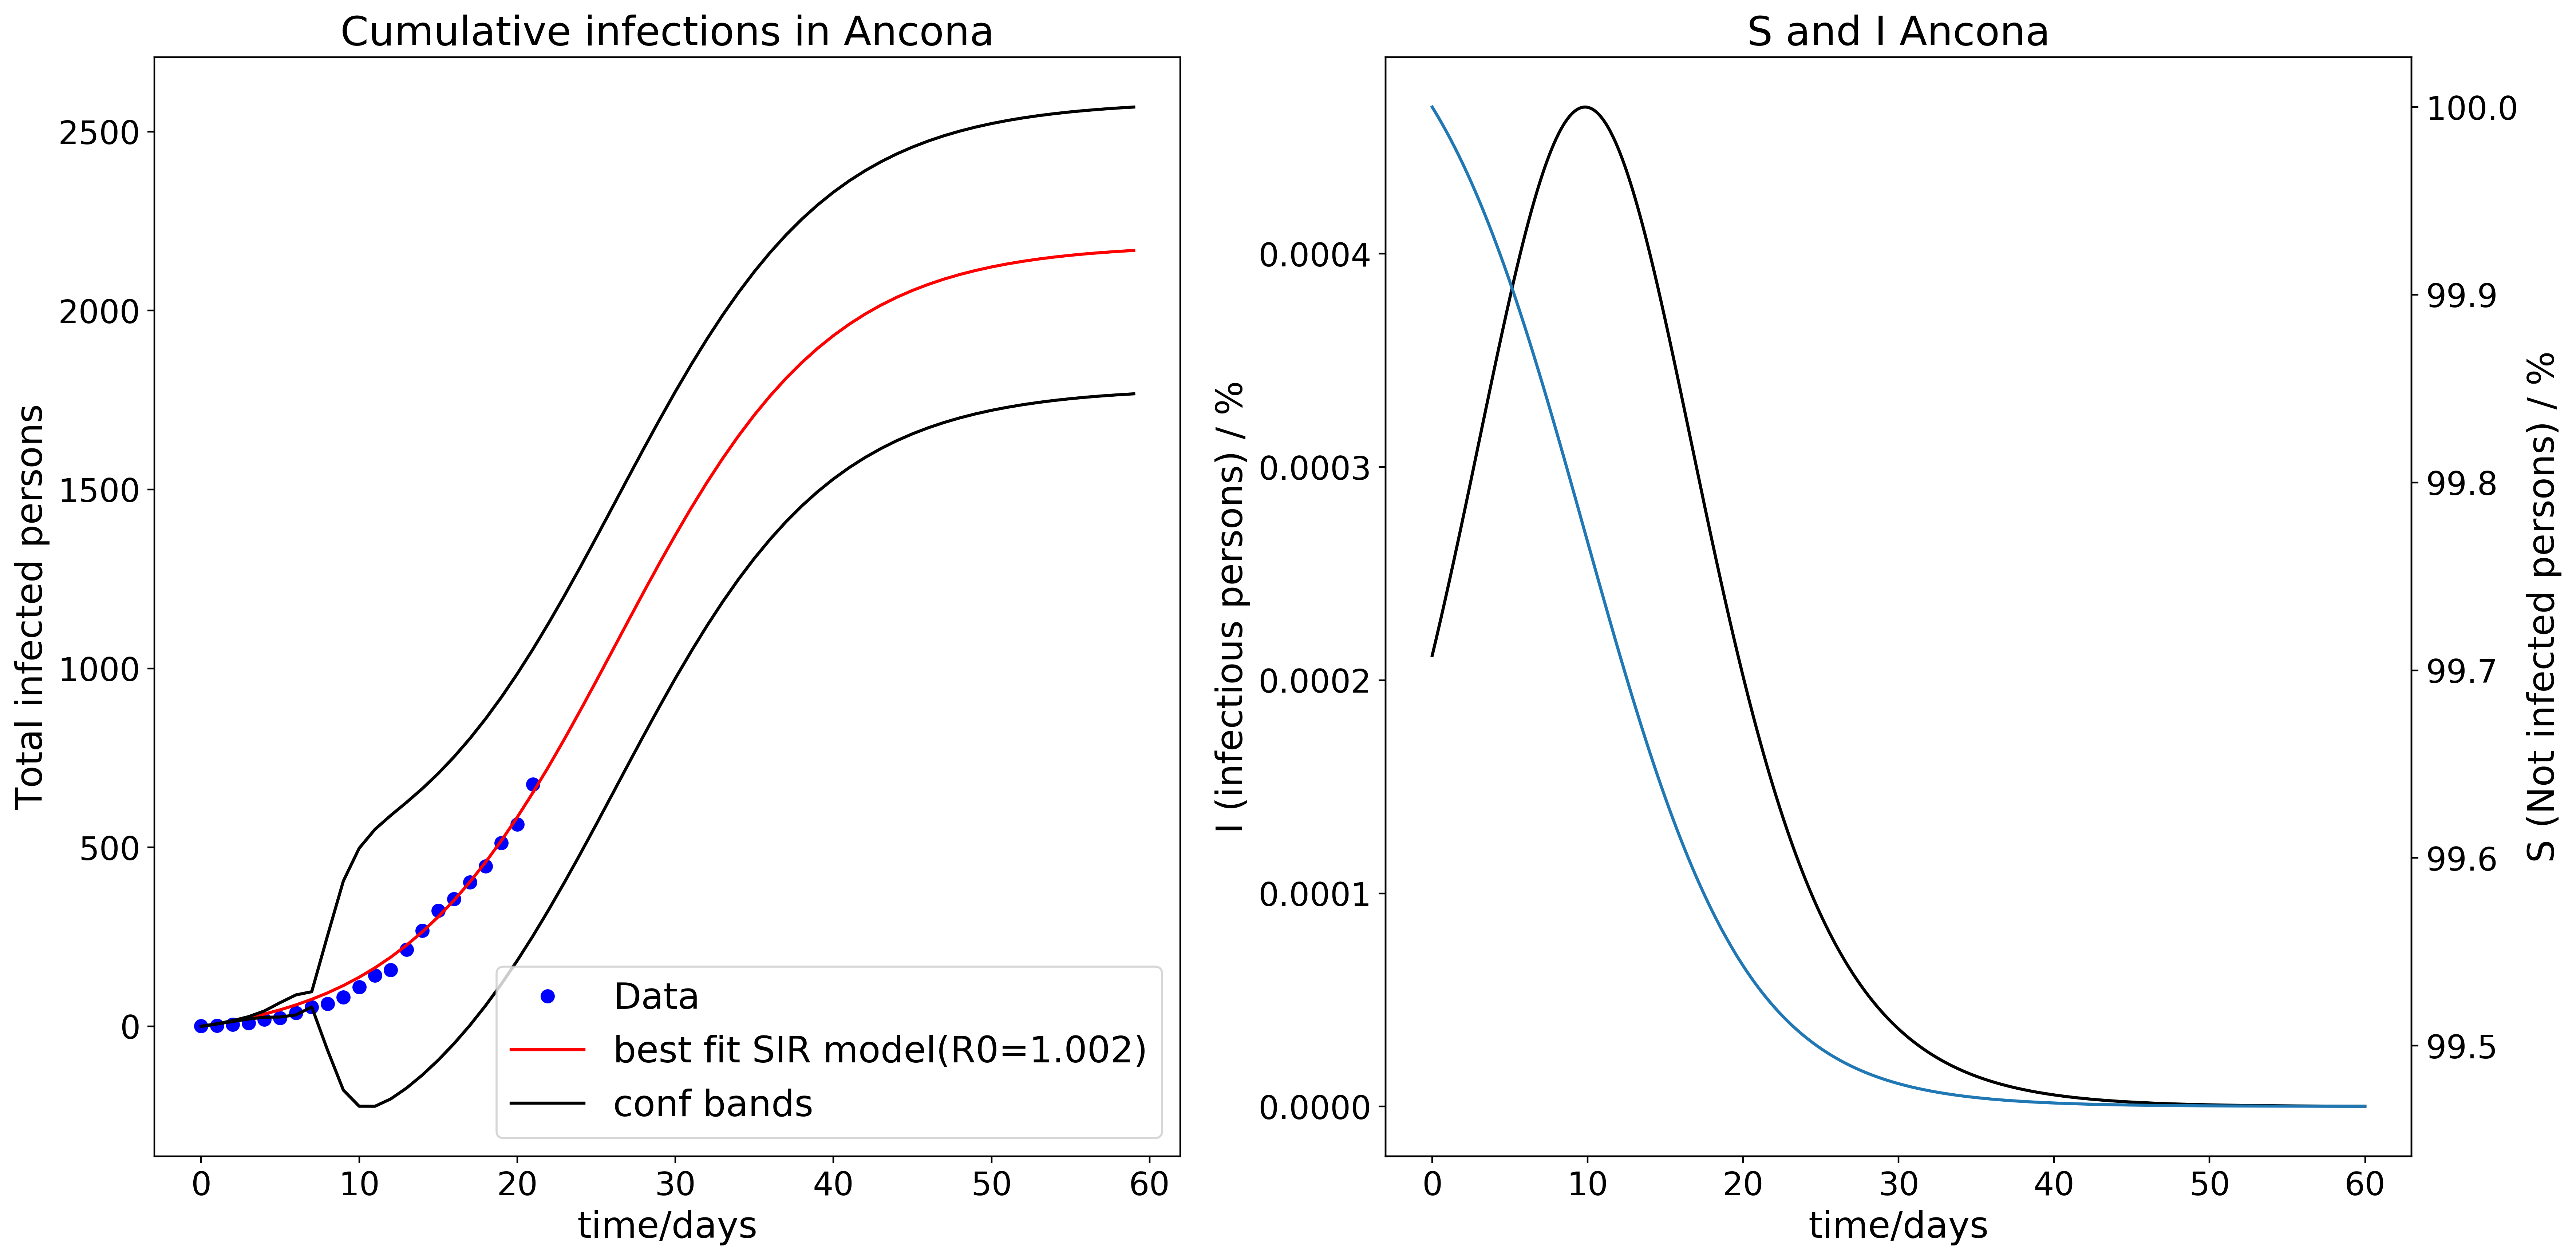 Cumulative infections in Ancona
Total infected persons
2500
2000
1500
1000
500
0
0 10 20 30 40 50 60
time/days
Data
best fit SIR model(R0=1.002)
conf bands
S and I Ancona
I (infectious persons) / %
0.0004
0.0003
0.0002
0.0001
0.0000
0 10 20 30 40 50 60
time/days
100.0
99.9
99.8
99.7
99.6
99.5
S (Not infected persons) / %